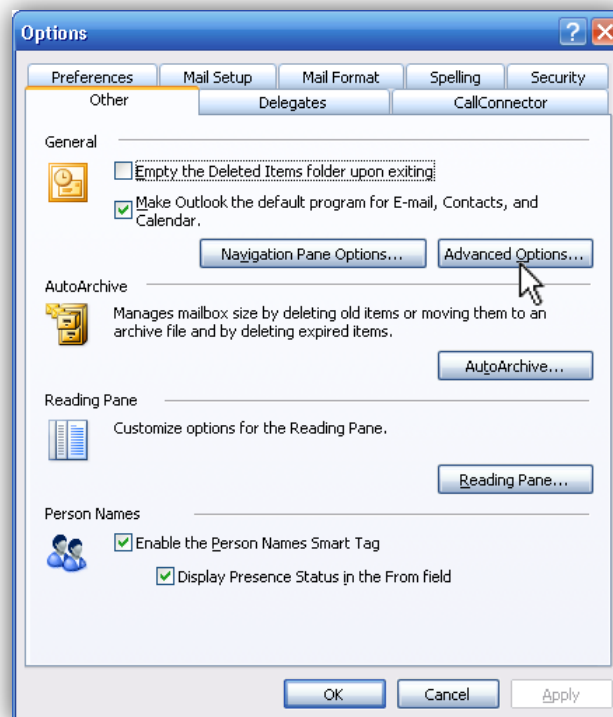 Options
Preferences Mail Setup Mail Format Spelling Security
Other Delegates CallConnector
General
Empty the Deleted Items folder upon exiting
Make Outlook the default program for E-mail, Contacts, and
Calendar.
Navigation Pane Options... Advanced Options...
AutoArchive
Manages mailbox size by deleting old items or moving them to an
archive file and by deleting expired items.
AutoArchive...
Reading Pane
Customize options for the Reading Pane.
Reading Pane...
Person Names
Enable the Person Names Smart Tag
Display Presence Status in the From field
OK Cancel Apply